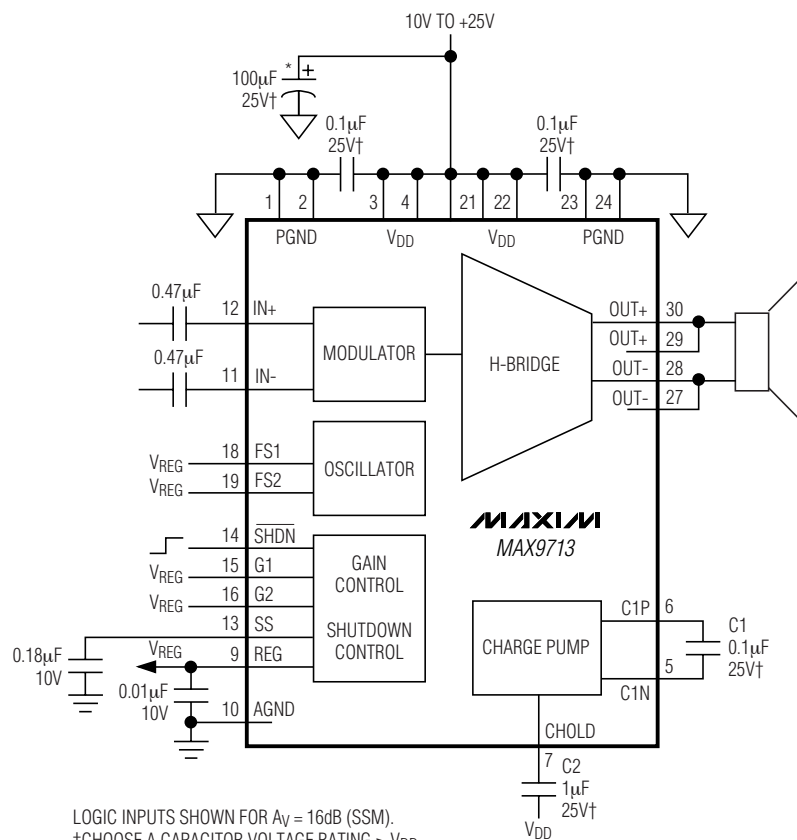 10V TO +25V
* +
100µF
25V†
0.1µF
25V†
0.1µF
25V†
1 2 3 4 21 22 23 24
PGND VDD VDD PGND
0.47µF
12 IN+
MODULATOR
H-BRIDGE
OUT+ 30
OUT+ 29
OUT- 28
OUT- 27
0.47µF
11 IN-
VREG 18 FS1
OSCILLATOR
VREG 19 FS2
MAXIM
MAX9713
14 SHDN
VREG 15 G1
GAIN
CONTROL
VREG 16 G2
13 SS
SHUTDOWN
CONTROL
VREG 9 REG
0.18µF
10V
0.01µF
10V
10 AGND
CHARGE PUMP
C1P 6
C1
0.1µF
25V†
C1N 5
CHOLD
7 C2
1µF
25V†
VDD
LOGIC INPUTS SHOWN FOR AV = 16dB (SSM).
†CHOOSE A CAPACITOR VOLTAGE RATING